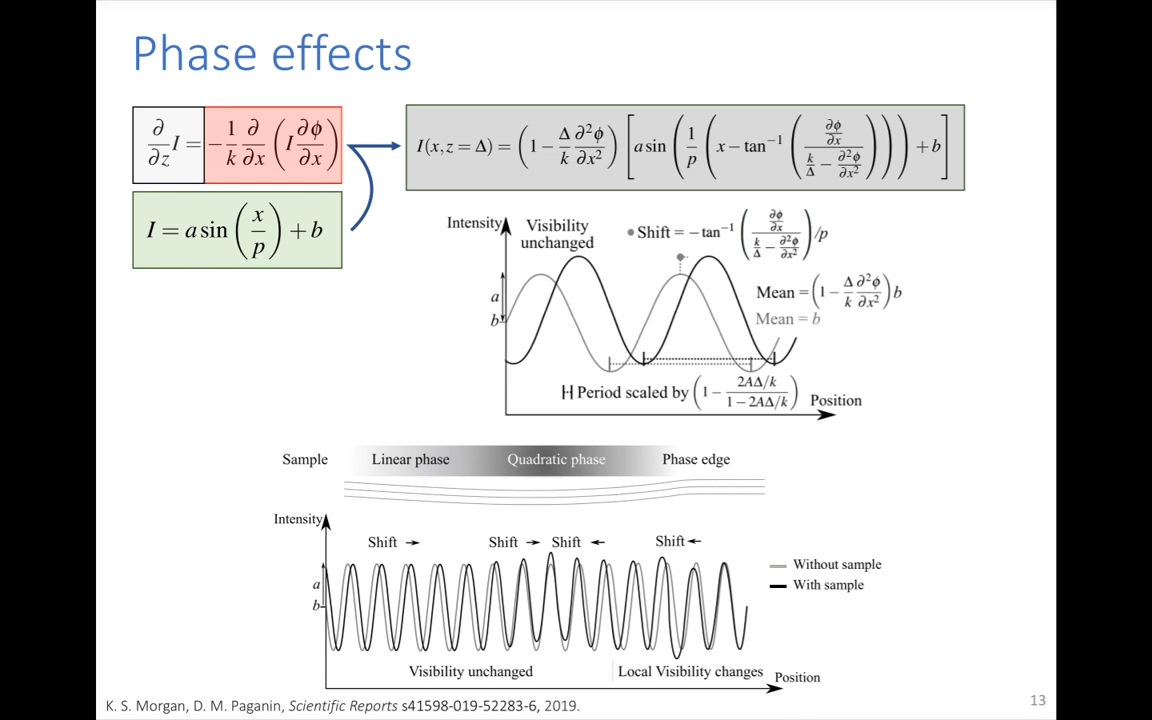 Phase effects
∂/∂z I = −1/k ∂/∂x (I ∂φ/∂x)
I(x, z = Δ) = (1 − Δ/k ∂²φ/∂x²) [a sin (1/p (x − tan⁻¹ (∂φ/∂x / (k/Δ − ∂²φ/∂x²)))) + b]
I = a sin (x/p) + b
Intensity
Visibility
unchanged
Shift = −tan⁻¹ (∂φ/∂x / (k/Δ − ∂²φ/∂x²)) /p
a
b
Mean = (1 − Δ/k ∂²φ/∂x²) b
Mean = b
Period scaled by (1 − 2AΔ/k / 1 − 2AΔ/k)
Position
Sample
Linear phase
Quadratic phase
Phase edge
Intensity
Shift →
Shift →
Shift ←
Shift ←
a
b
Without sample
With sample
Visibility unchanged
Local Visibility changes
Position
K. S. Morgan, D. M. Paganin, Scientific Reports s41598-019-52283-6, 2019.
13